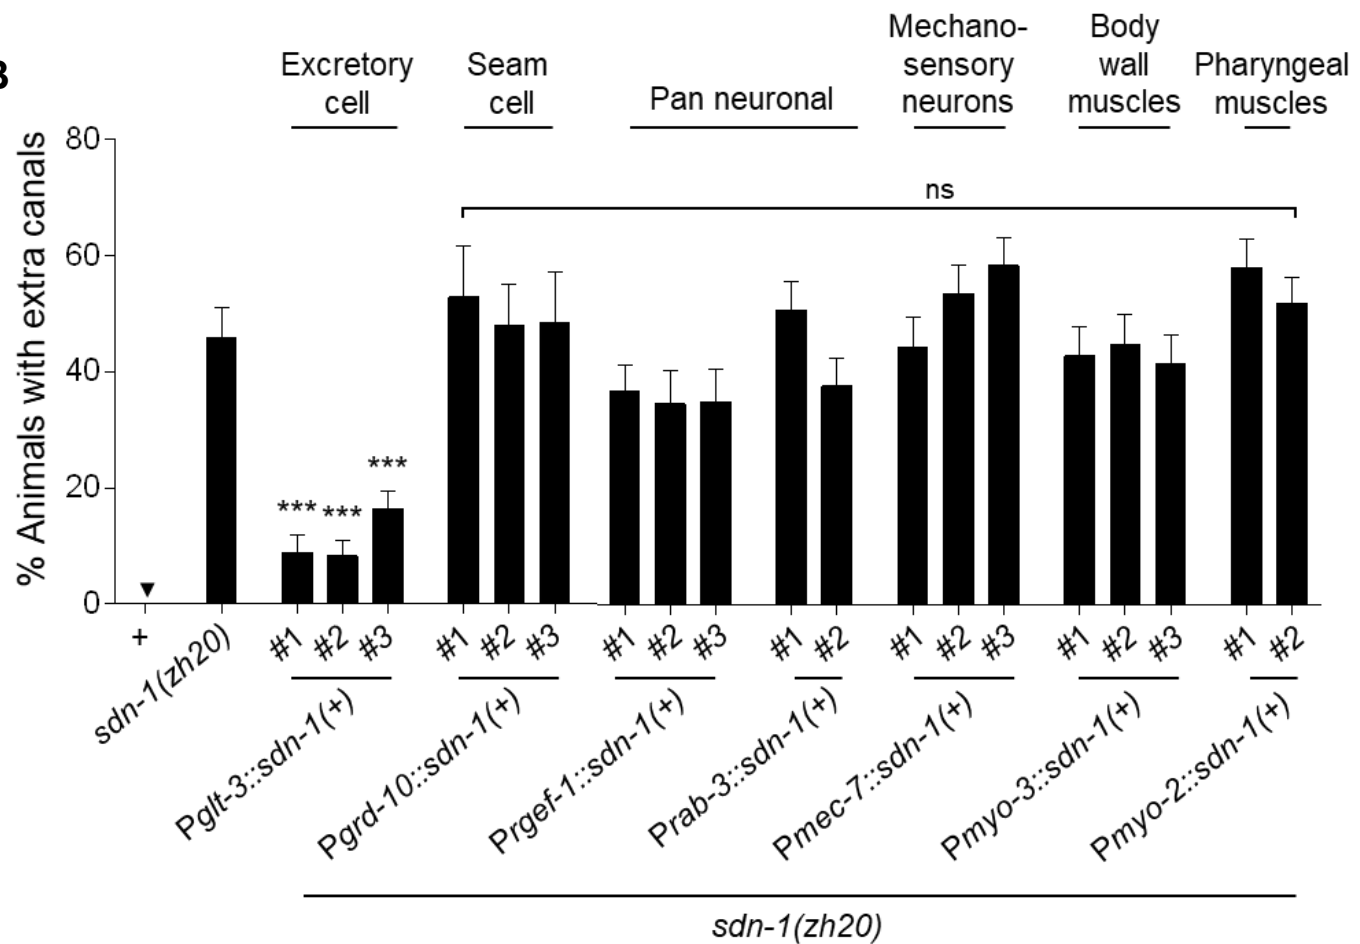 B
Excretory
cell
Seam
cell
Pan neuronal
Mechano-
sensory
neurons
Body
wall
muscles
Pharyngeal
muscles
% Animals with extra canals
80
60
40
20
0
ns
*** *** ***
+
sdn-1(zh20)
#1 #2 #3
#1 #2 #3
#1 #2 #3
#1 #2
#1 #2 #3
#1 #2 #3
#1 #2
Pglt-3::sdn-1(+)
Pgrd-10::sdn-1(+)
Prgef-1::sdn-1(+)
Prab-3::sdn-1(+)
Pmec-7::sdn-1(+)
Pmyo-3::sdn-1(+)
Pmyo-2::sdn-1(+)
sdn-1(zh20)